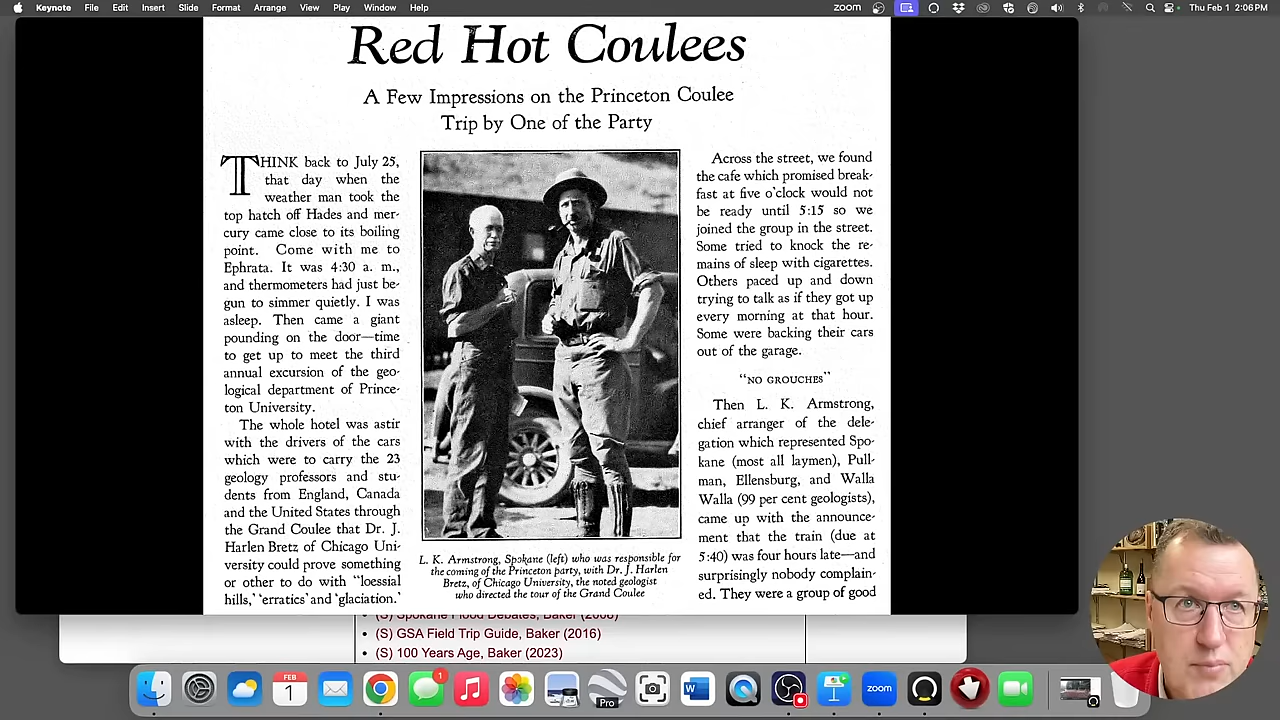 Keynote File Edit Insert Slide Format Arrange View Play Window Help zoom Thu Feb 1 2:06 PM
Red Hot Coulees
A Few Impressions on the Princeton Coulee
Trip by One of the Party
THINK back to July 25,
that day when the
weather man took the
top hatch off Hades and mer-
cury came close to its boiling
point. Come with me to
Ephrata. It was 4:30 a. m.,
and thermometers had just be-
gun to simmer quietly. I was
asleep. Then came a giant
pounding on the door—time
to get up to meet the third
annual excursion of the geo-
logical department of Prince-
ton University.
The whole hotel was astir
with the drivers of the cars
which were to carry the 23
geology professors and stu-
dents from England, Canada
and the United States through
the Grand Coulee that Dr. J.
Harlen Bretz of Chicago Uni-
versity could prove something
or other to do with "loessial
hills,' 'erratics' and 'glaciation.'
L. K. Armstrong, Spokane (left) who was responsible for
the coming of the Princeton party, with Dr. J. Harlen
Bretz, of Chicago University, the noted geologist
who directed the tour of the Grand Coulee
Across the street, we found
the cafe which promised break-
fast at five o'clock would not
be ready until 5:15 so we
joined the group in the street.
Some tried to knock the re-
mains of sleep with cigarettes.
Others paced up and down
trying to talk as if they got up
every morning at that hour.
Some were backing their cars
out of the garage.
"NO GROUCHES"
Then L. K. Armstrong,
chief arranger of the dele-
gation which represented Spo-
kane (most all laymen), Pull-
man, Ellensburg, and Walla
Walla (99 per cent geologists),
came up with the announce-
ment that the train (due at
5:40) was four hours late—and
surprisingly nobody complain-
ed. They were a group of good
(S) Spokane Flood Debates, Baker (2008)
• (S) GSA Field Trip Guide, Baker (2016)
• (S) 100 Years Age, Baker (2023)
FEB
1
1
Pro
W
zoom